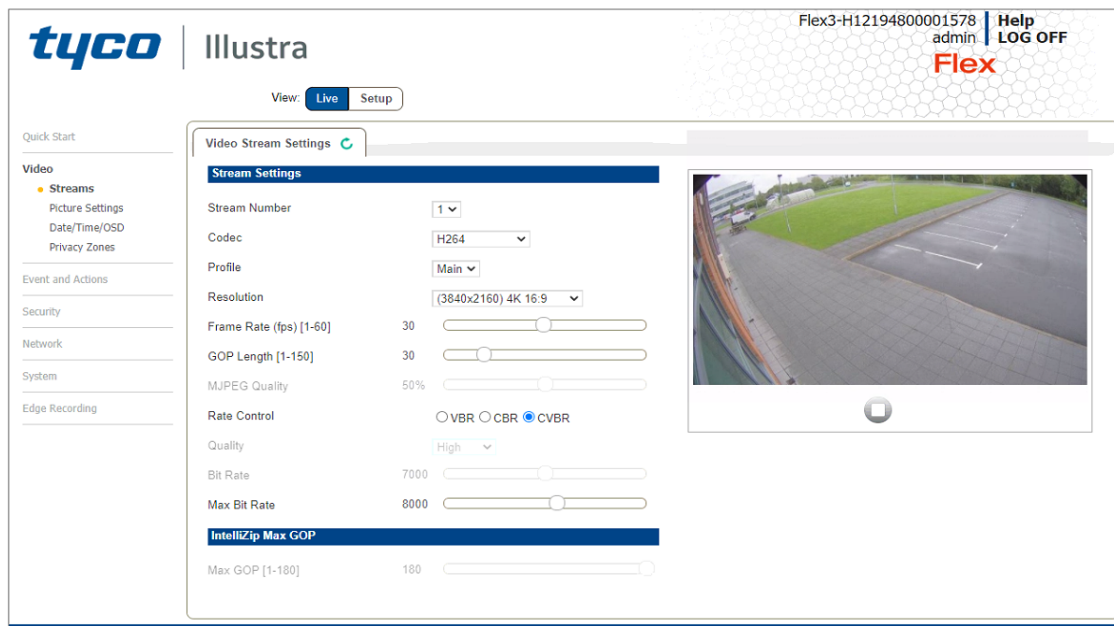 tyco Illustra
Flex3-H12194800001578 Help
admin LOG OFF
Flex
View: Live Setup
Quick Start
Video
Streams
Picture Settings
Date/Time/OSD
Privacy Zones
Event and Actions
Security
Network
System
Edge Recording
Video Stream Settings
Stream Settings
Stream Number 1
Codec H264
Profile Main
Resolution (3840x2160) 4K 16:9
Frame Rate (fps) [1-60] 30
GOP Length [1-150] 30
MJPEG Quality 50%
Rate Control VBR CBR CVBR
Quality High
Bit Rate 7000
Max Bit Rate 8000
IntelliZip Max GOP
Max GOP [1-180] 180